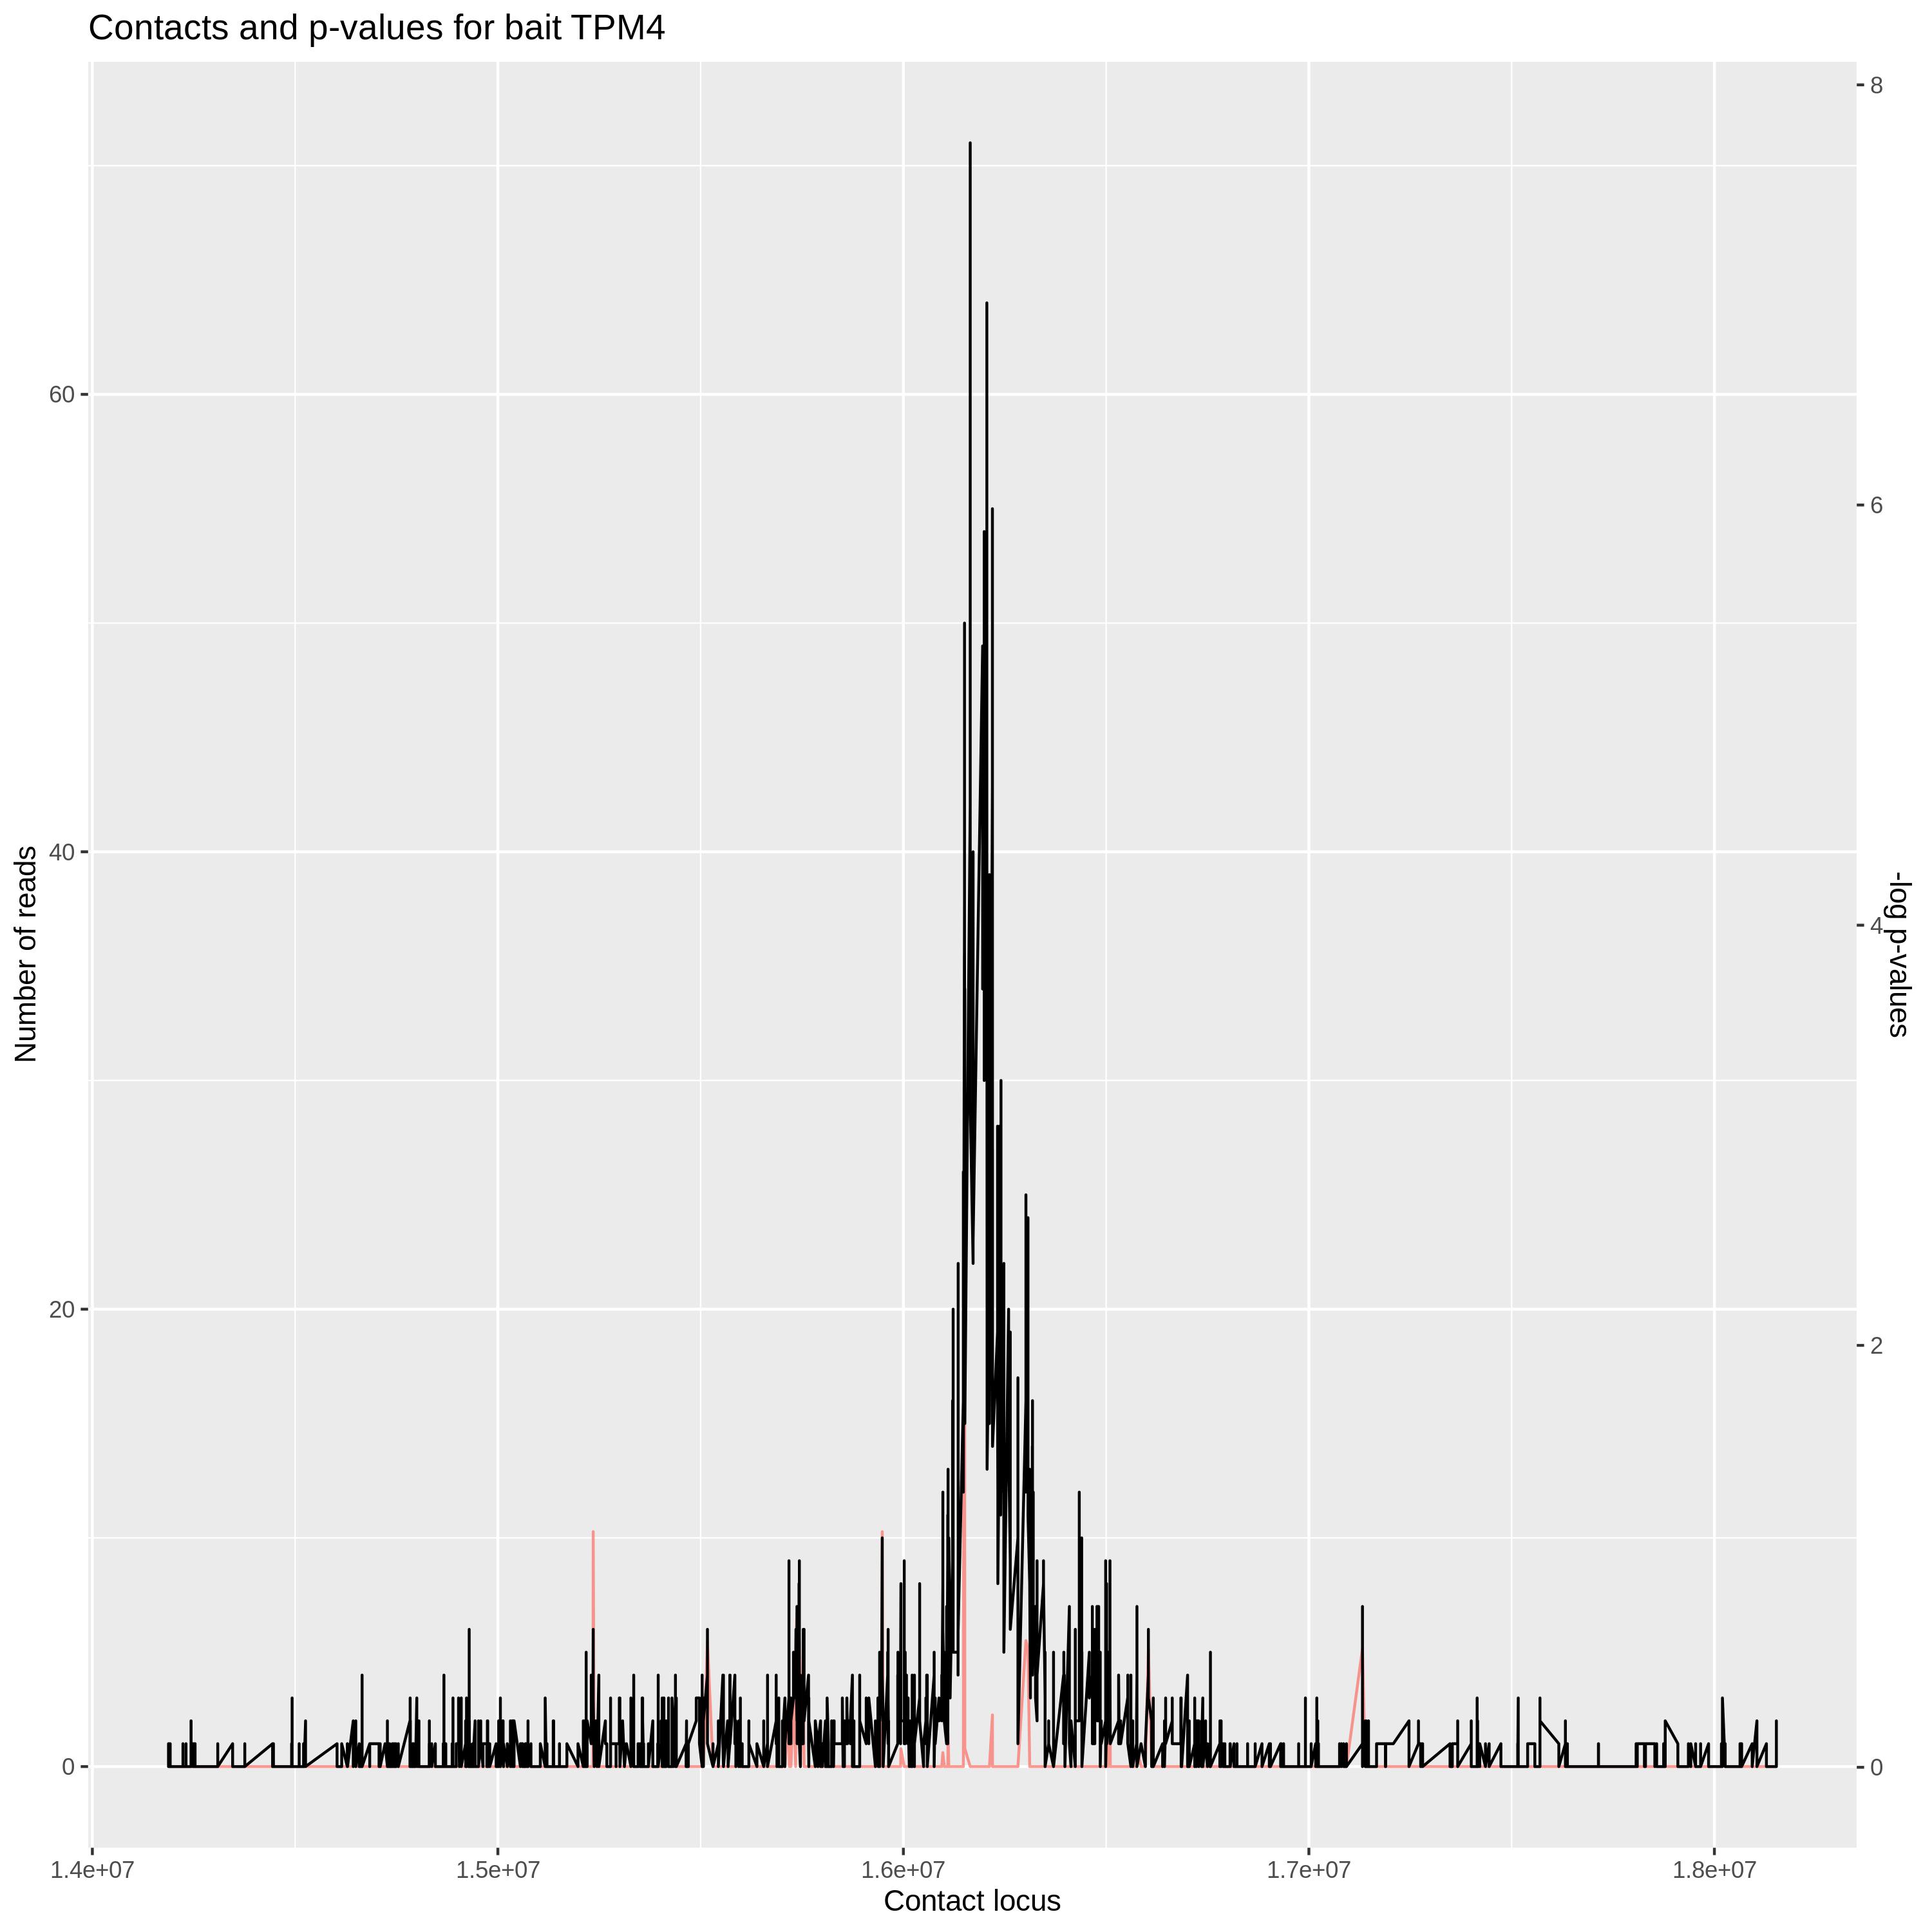 Contacts and p-values for bait TPM4
8
60
6
40
4
20
2
0
0
Number of reads
-log p-values
1.4e+07 1.5e+07 1.6e+07 1.7e+07 1.8e+07
Contact locus